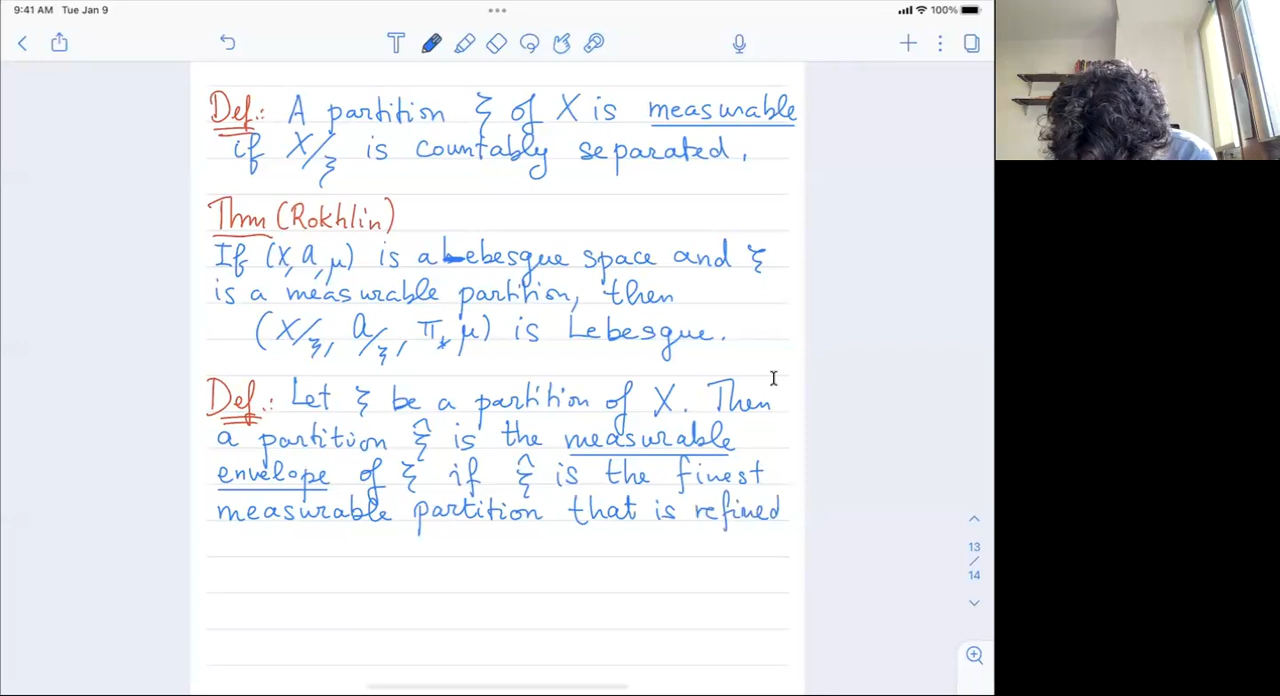 9:41 AM Tue Jan 9
100%
Def.: A partition ξ of X is measurable
if X/ξ is countably separated.
Thm (Rokhlin)
If (X, a, μ) is a Lebesgue space and ξ
is a measurable partition, then
(X/ξ, a/ξ, π* μ) is Lebesgue.
Def.: Let ξ be a partition of X. Then
a partition ξ̂ is the measurable
envelope of ξ if ξ̂ is the finest
measurable partition that is refined
13
/
14